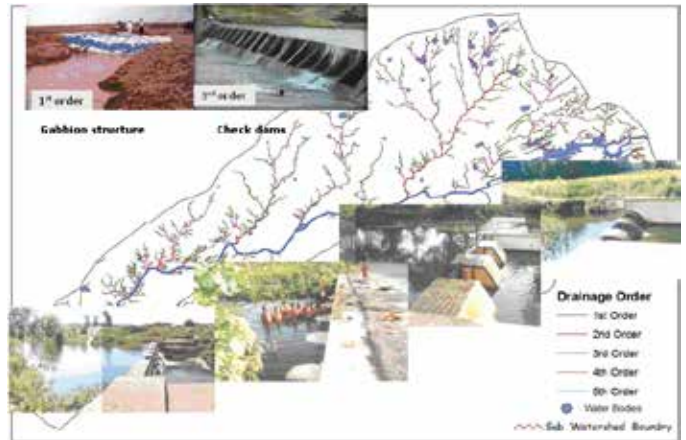 1st order
3rd order
Gabbion structure
Check dams
Drainage Order
1st Order
2nd Order
3rd Order
4th Order
5th Order
Water Bodies
Sub Watershed Boundry